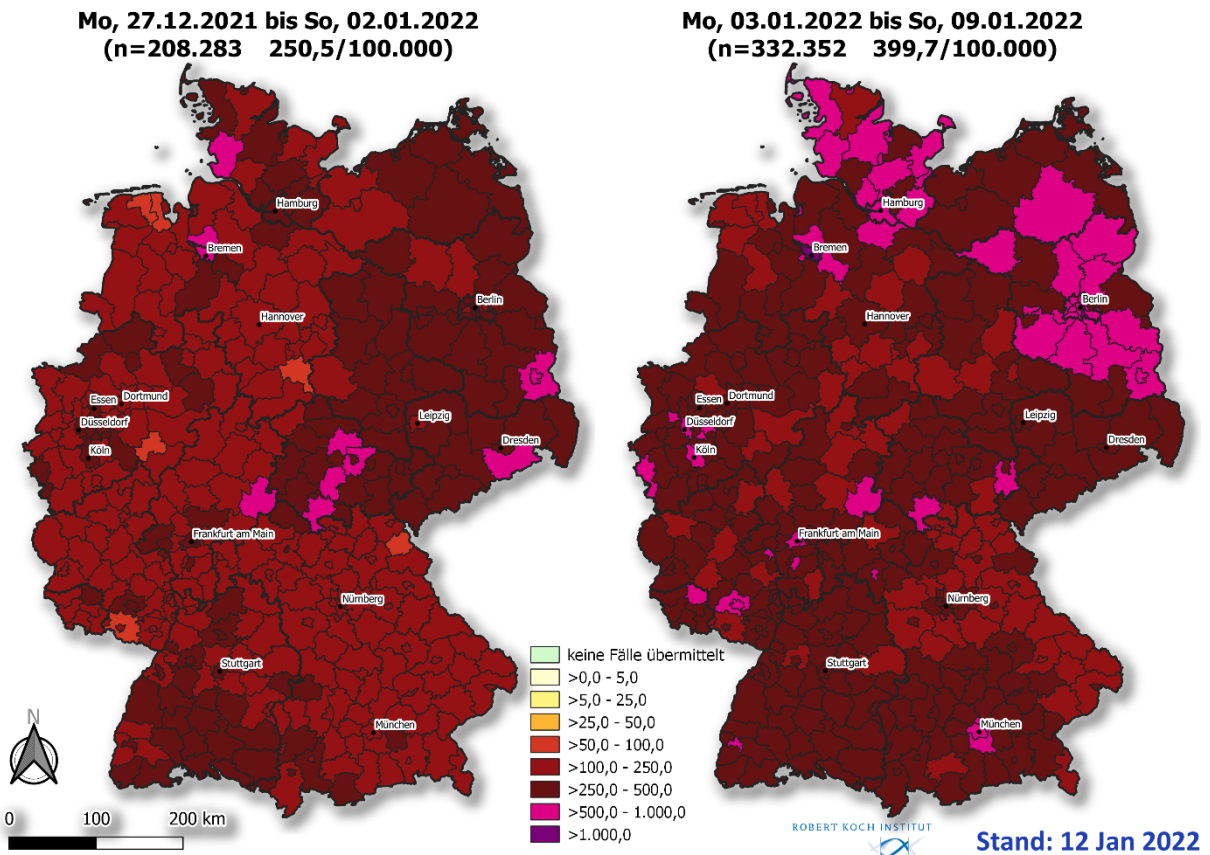 Mo, 27.12.2021 bis So, 02.01.2022
(n=208.283 250,5/100.000)
Mo, 03.01.2022 bis So, 09.01.2022
(n=332.352 399,7/100.000)
Hamburg
Bremen
Berlin
Hannover
Essen
Dortmund
Düsseldorf
Köln
Leipzig
Dresden
Frankfurt am Main
Nürnberg
Stuttgart
München
Hamburg
Bremen
Berlin
Hannover
Essen
Dortmund
Düsseldorf
Köln
Leipzig
Dresden
Frankfurt am Main
Nürnberg
Stuttgart
München
keine Fälle übermittelt
>0,0 - 5,0
>5,0 - 25,0
>25,0 - 50,0
>50,0 - 100,0
>100,0 - 250,0
>250,0 - 500,0
>500,0 - 1.000,0
>1.000,0
N
0 100 200 km
ROBERT KOCH INSTITUT
Stand: 12 Jan 2022